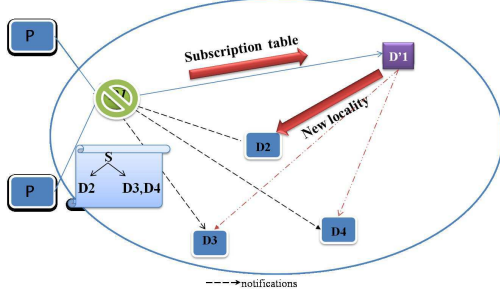 P
Subscription table
D'1
New locality
D2
S
P
D2
D3,D4
D3
D4
notifications